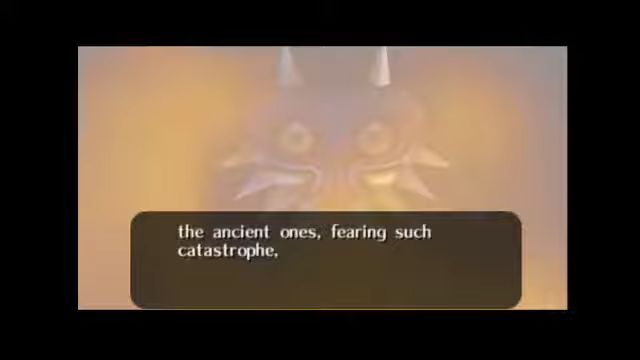 the ancient ones, fearing such
catastrophe,